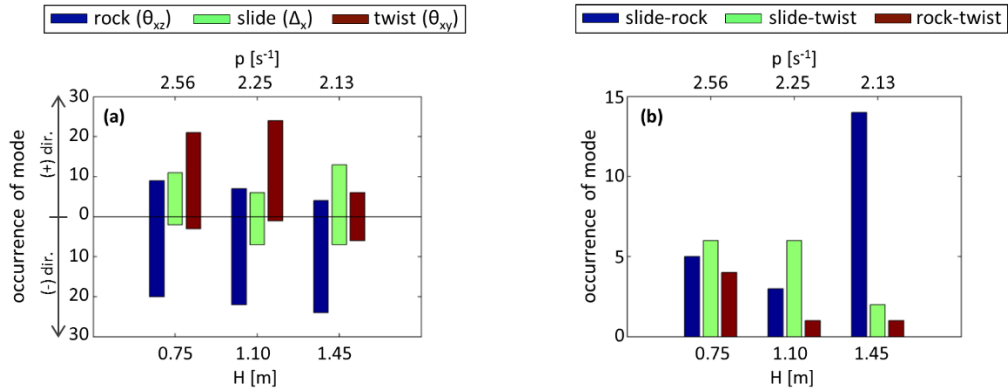 rock (θxz) slide (Δx) twist (θxy)
p [s-1]
2.56 2.25 2.13
30
20
10
0
10
20
30
(a)
occurrence of mode
(+) dir.
(-) dir.
0.75 1.10 1.45
H [m]
slide-rock slide-twist rock-twist
p [s-1]
2.56 2.25 2.13
15
10
5
0
(b)
occurrence of mode
0.75 1.10 1.45
H [m]